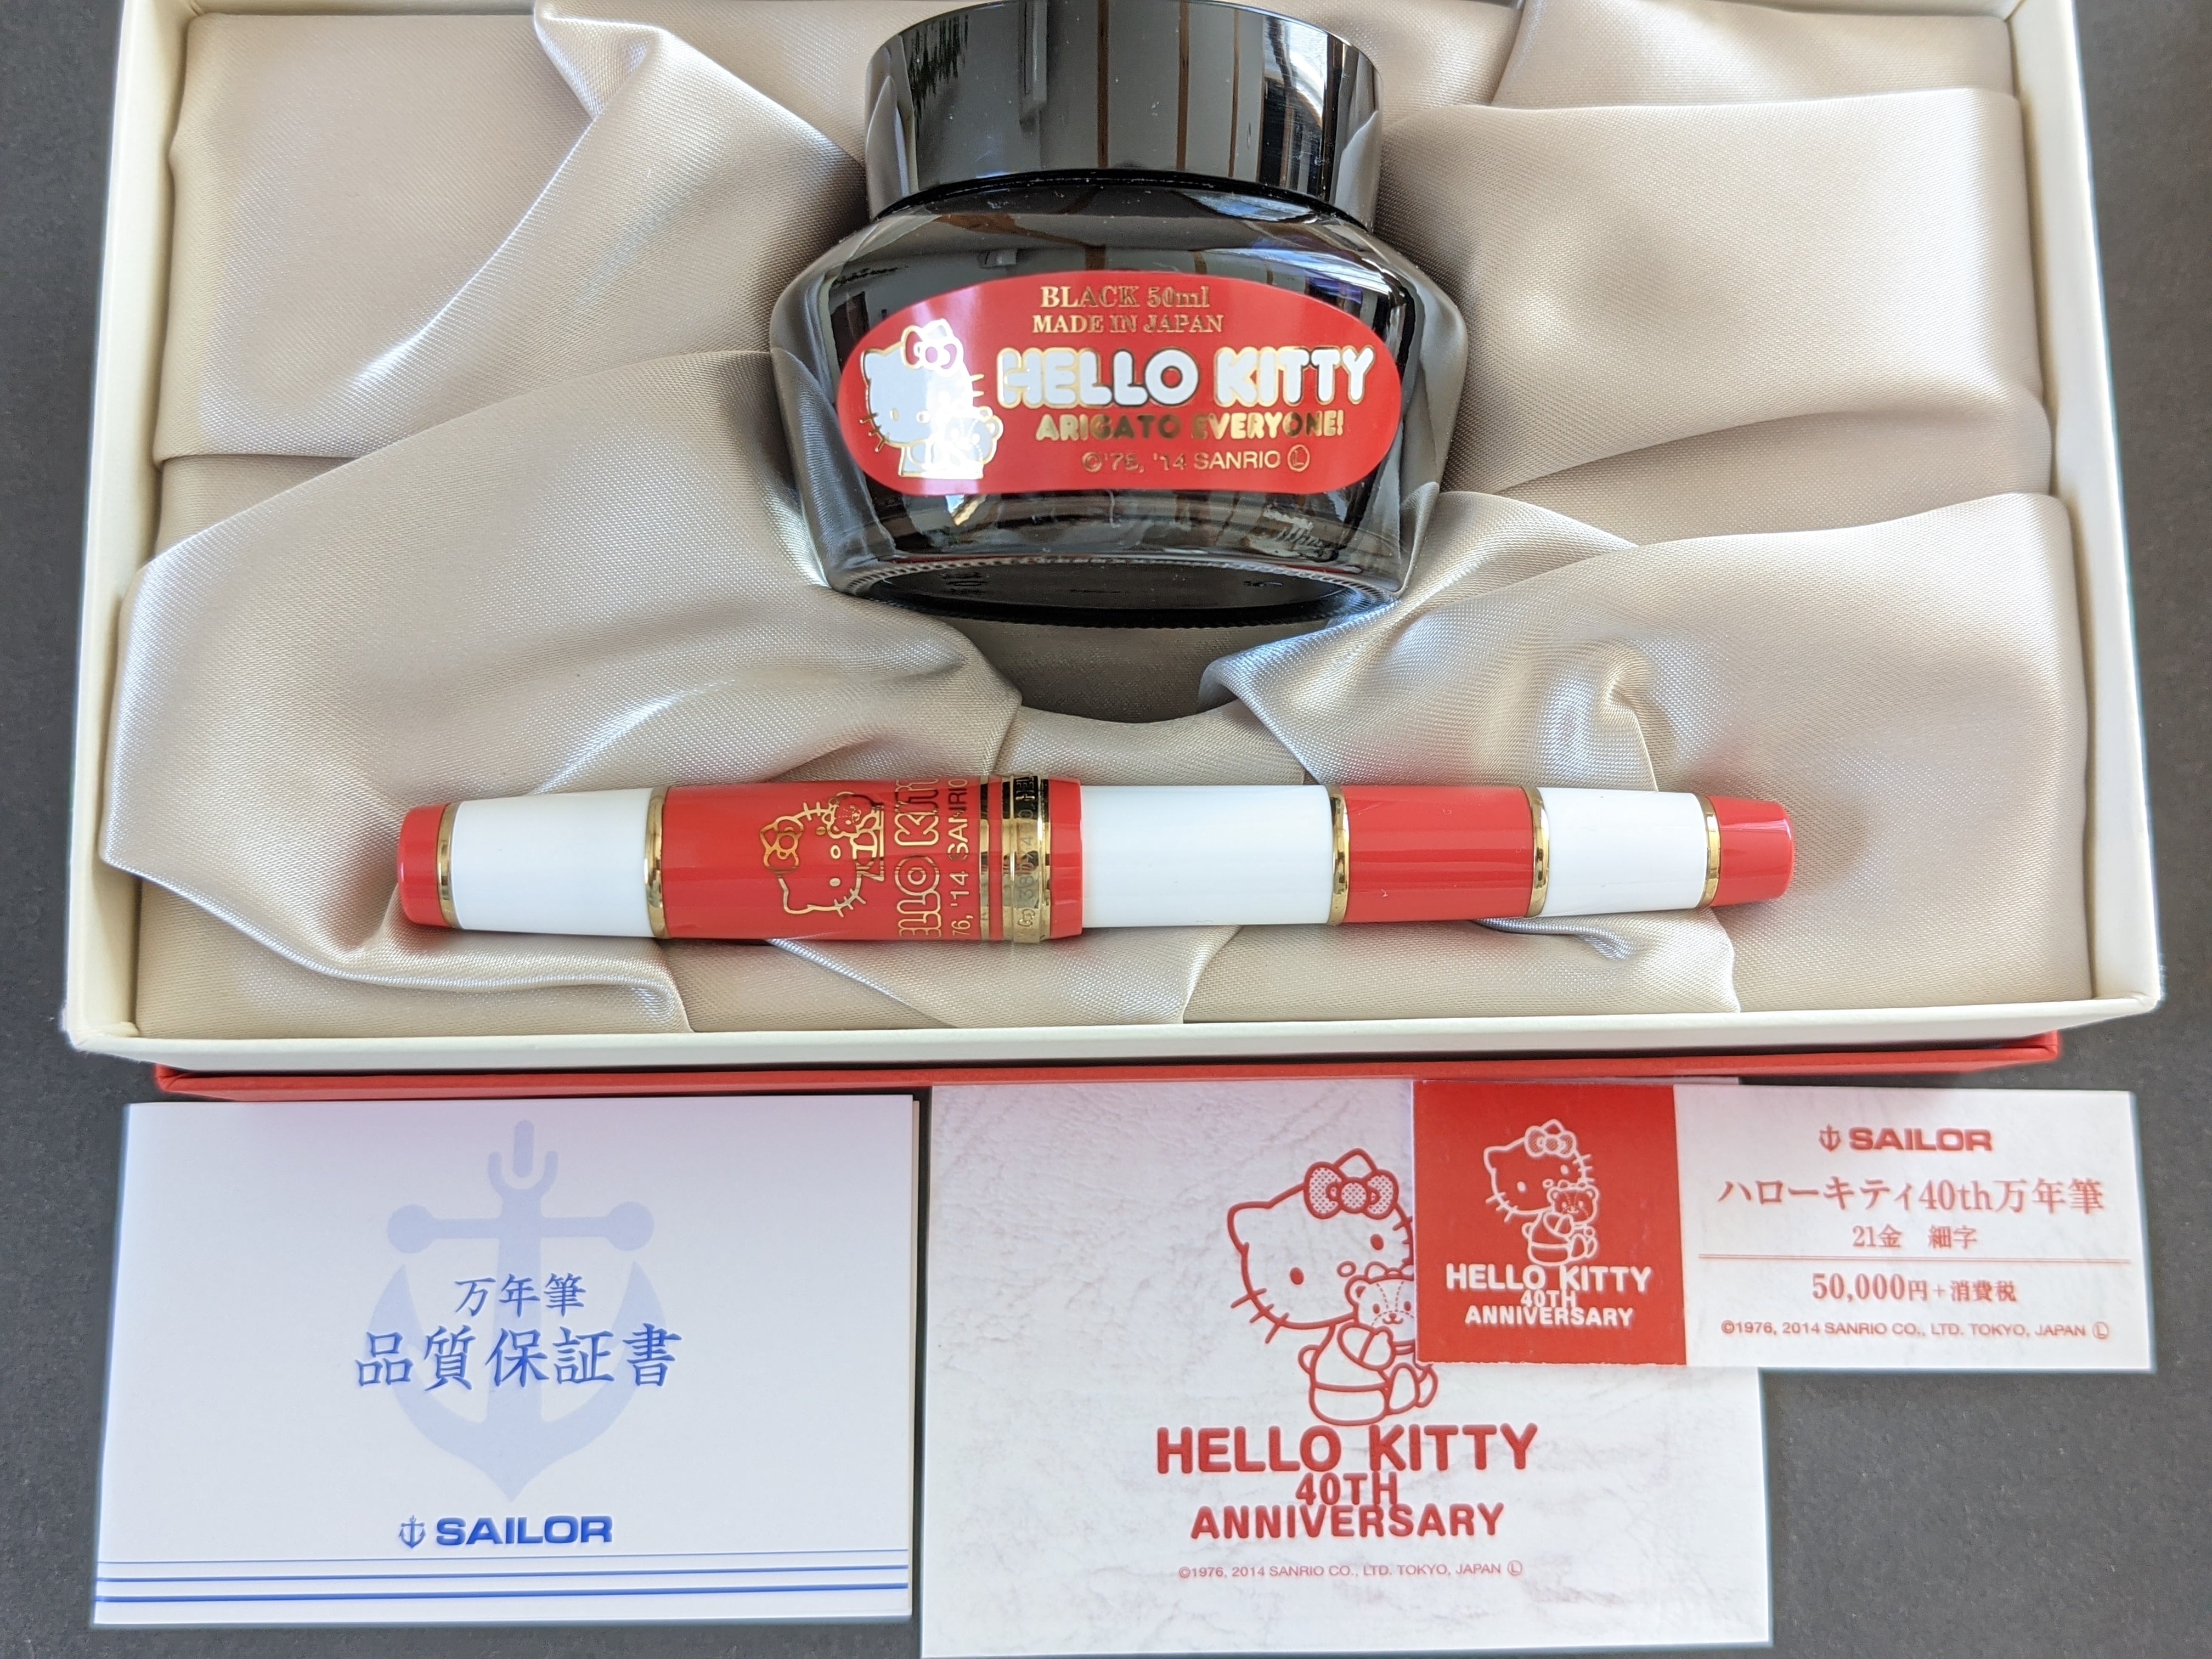 BLACK 50ml
MADE IN JAPAN
HELLO KITTY
ARIGATO EVERYONE!
©'76, '14 SANRIO Ⓛ
ELLO KITT
76, '14 SANRIO
万年筆
品質保証書
SAILOR
HELLO KITTY
40TH
ANNIVERSARY
©1976, 2014 SANRIO CO., LTD. TOKYO, JAPAN Ⓛ
HELLO KITTY
40TH
ANNIVERSARY
SAILOR
ハローキティ40th万年筆
21金 細字
50,000円+消費税
©1976, 2014 SANRIO CO., LTD. TOKYO, JAPAN Ⓛ